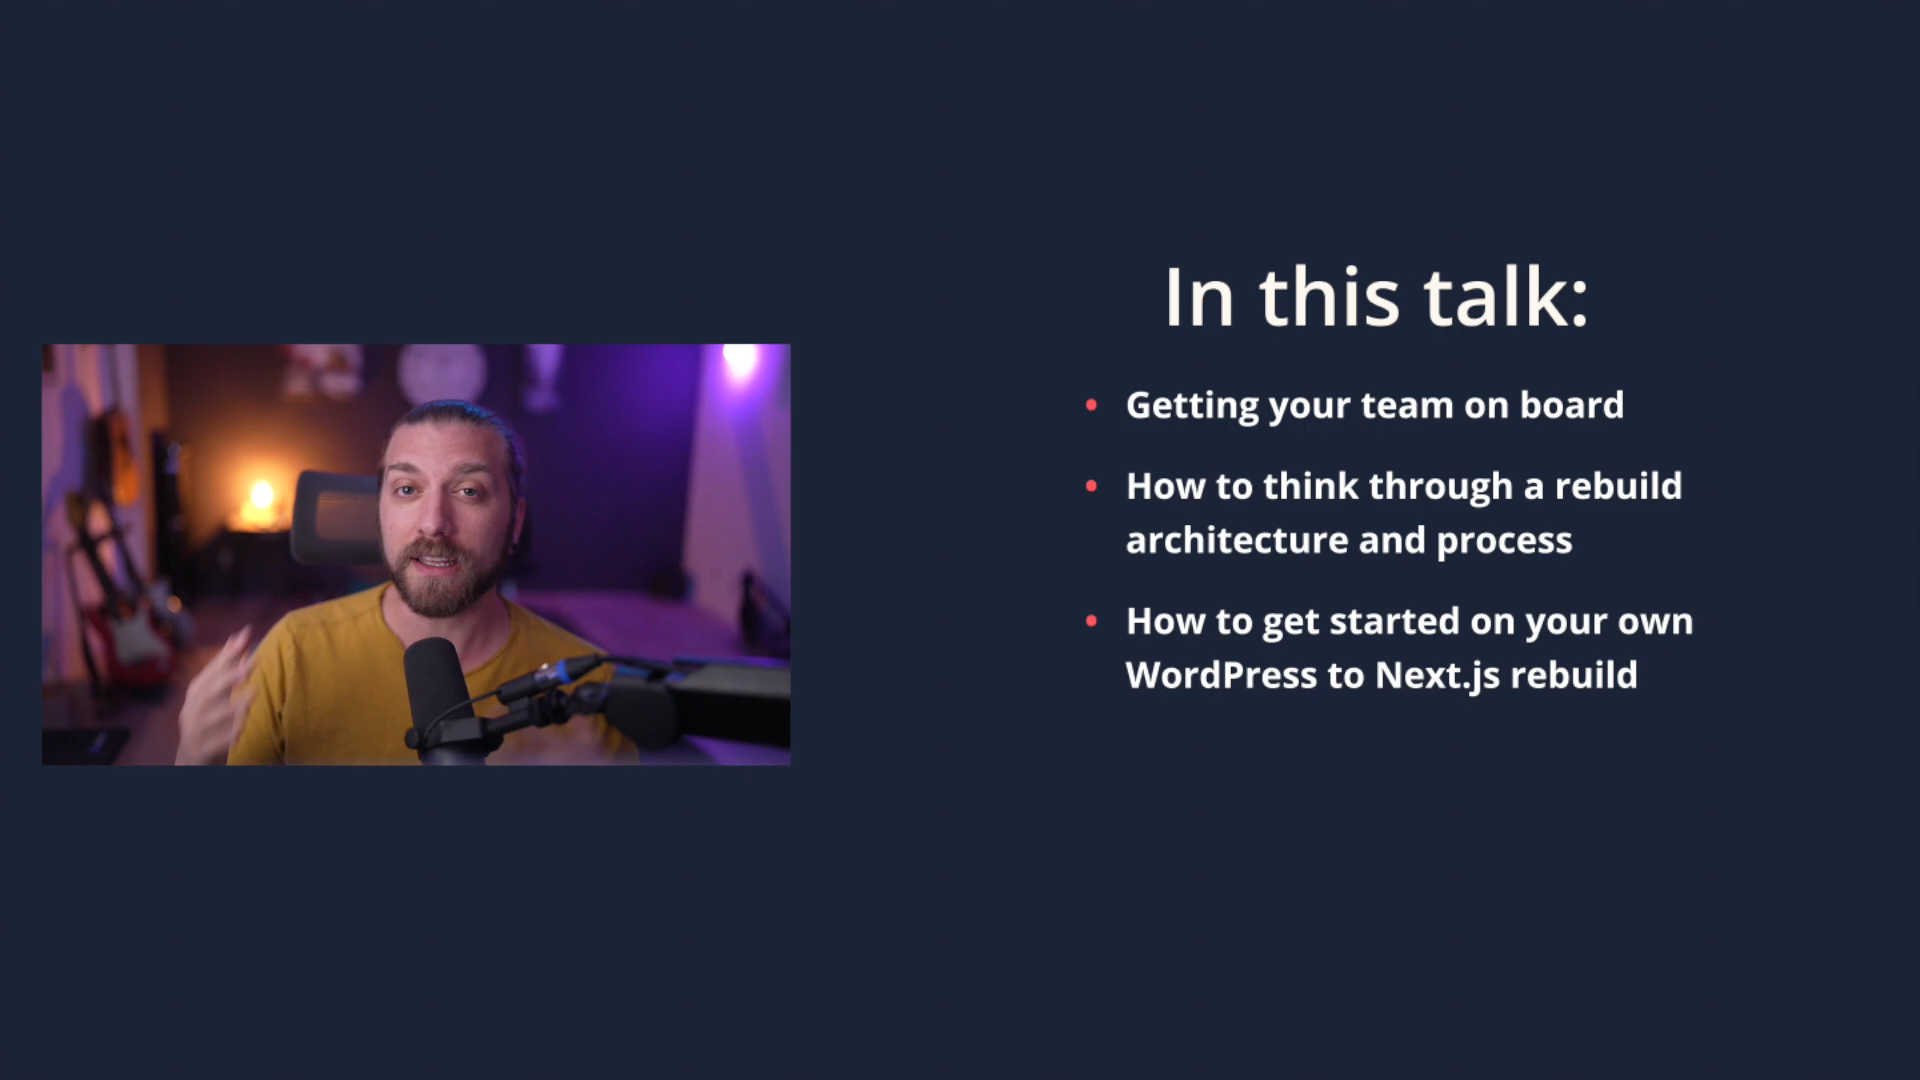 In this talk:
• Getting your team on board
• How to think through a rebuild
architecture and process
• How to get started on your own
WordPress to Next.js rebuild